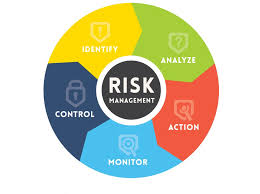 IDENTIFY
ANALYZE
RISK
MANAGEMENT
CONTROL
ACTION
MONITOR